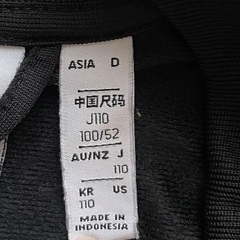 ASIA D
中国尺码
J110
100/52
AU/NZ J
110
KR US
110
MADE IN
INDONESIA